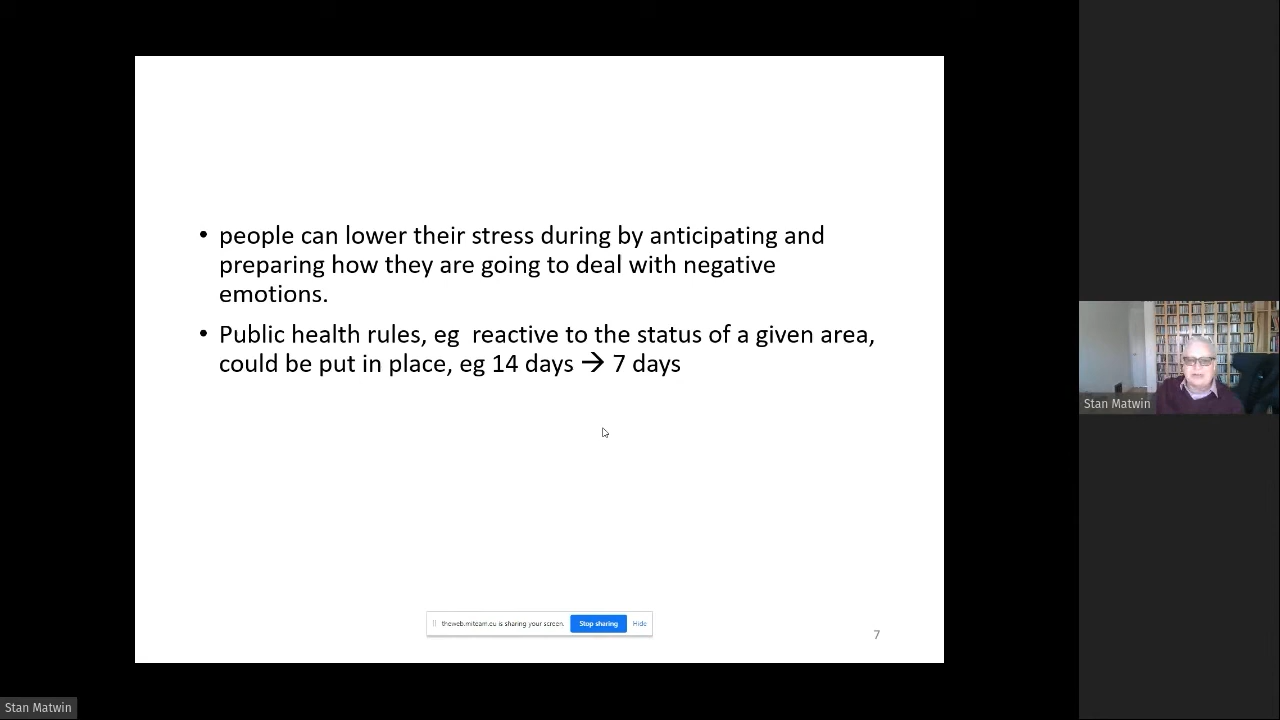 • people can lower their stress during by anticipating and
preparing how they are going to deal with negative
emotions.
• Public health rules, eg  reactive to the status of a given area,
could be put in place, eg 14 days → 7 days
Stan Matwin
theweb.miteam.eu is sharing your screen. Stop sharing Hide
7
Stan Matwin